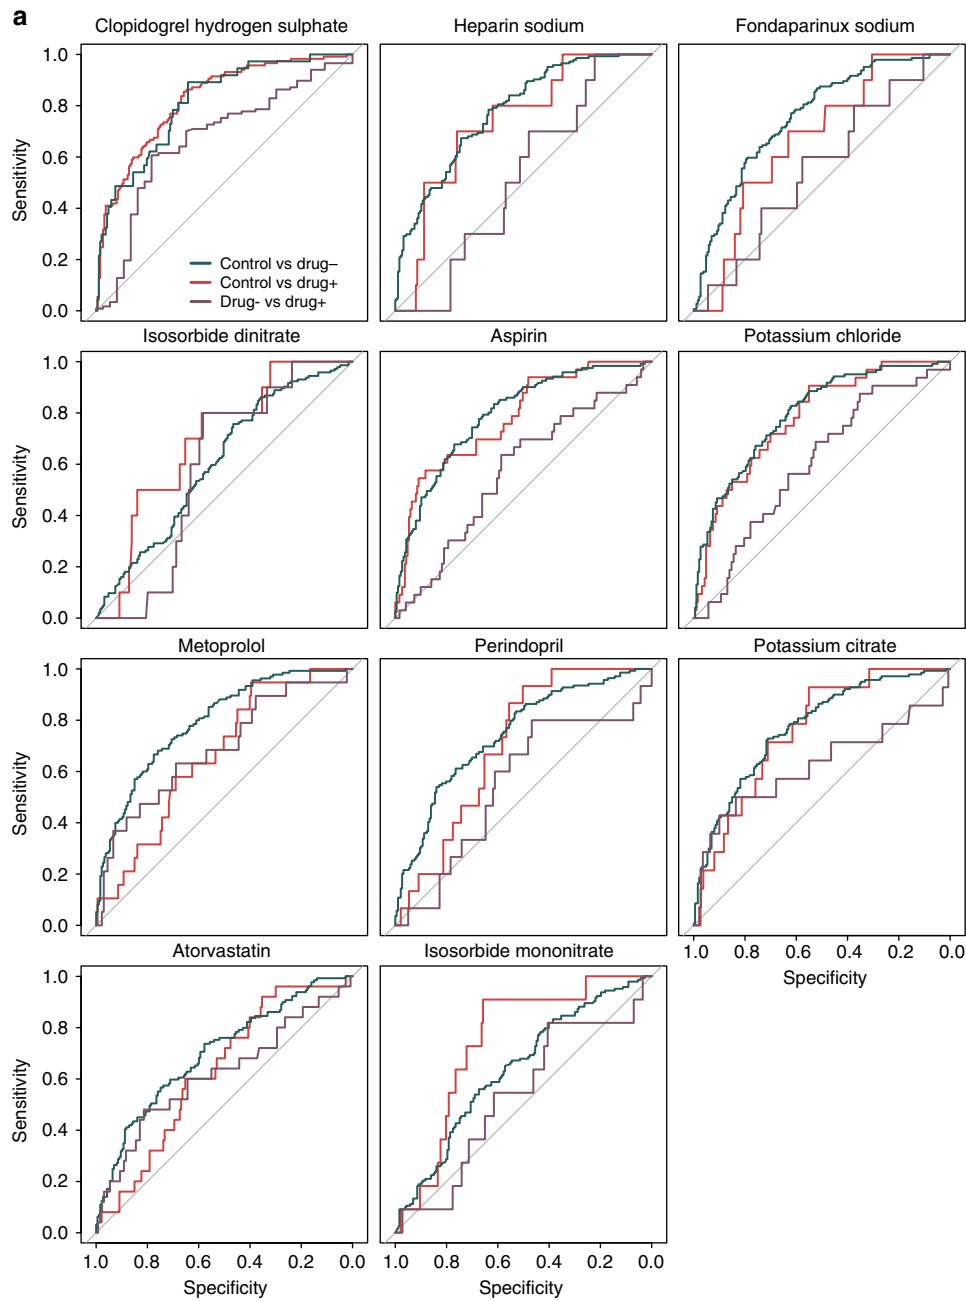 a
Clopidogrel hydrogen sulphate
Heparin sodium
Fondaparinux sodium
1.0
0.8
0.6
0.4
0.2
0.0
Sensitivity
Control vs drug–
Control vs drug+
Drug- vs drug+
Isosorbide dinitrate
Aspirin
Potassium chloride
1.0
0.8
0.6
0.4
0.2
0.0
Sensitivity
Metoprolol
Perindopril
Potassium citrate
1.0
0.8
0.6
0.4
0.2
0.0
Sensitivity
1.0 0.8 0.6 0.4 0.2 0.0
Specificity
Atorvastatin
Isosorbide mononitrate
1.0
0.8
0.6
0.4
0.2
0.0
Sensitivity
1.0 0.8 0.6 0.4 0.2 0.0
1.0 0.8 0.6 0.4 0.2 0.0
Specificity
Specificity